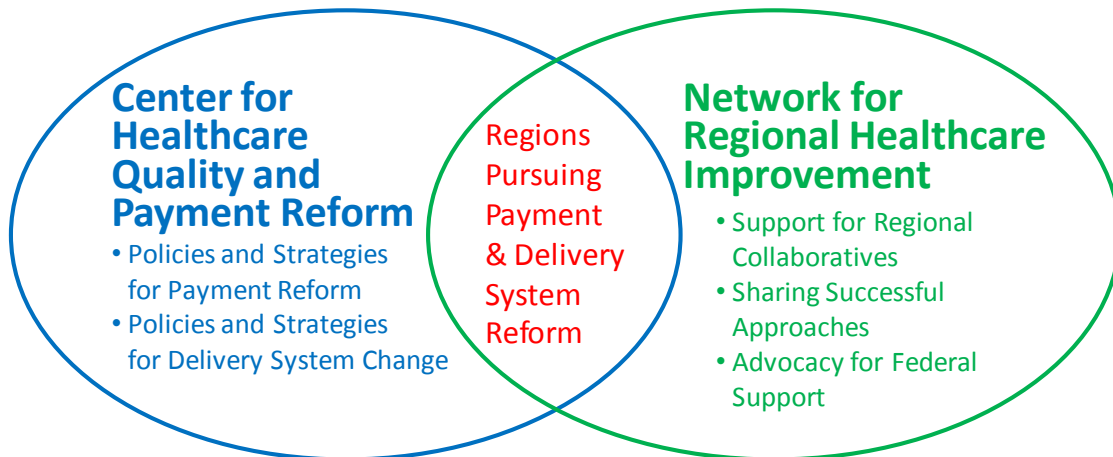 Center for
Healthcare
Quality and
Payment Reform
• Policies and Strategies
for Payment Reform
• Policies and Strategies
for Delivery System Change
Regions
Pursuing
Payment
& Delivery
System
Reform
Network for
Regional Healthcare
Improvement
• Support for Regional
Collaboratives
• Sharing Successful
Approaches
• Advocacy for Federal
Support